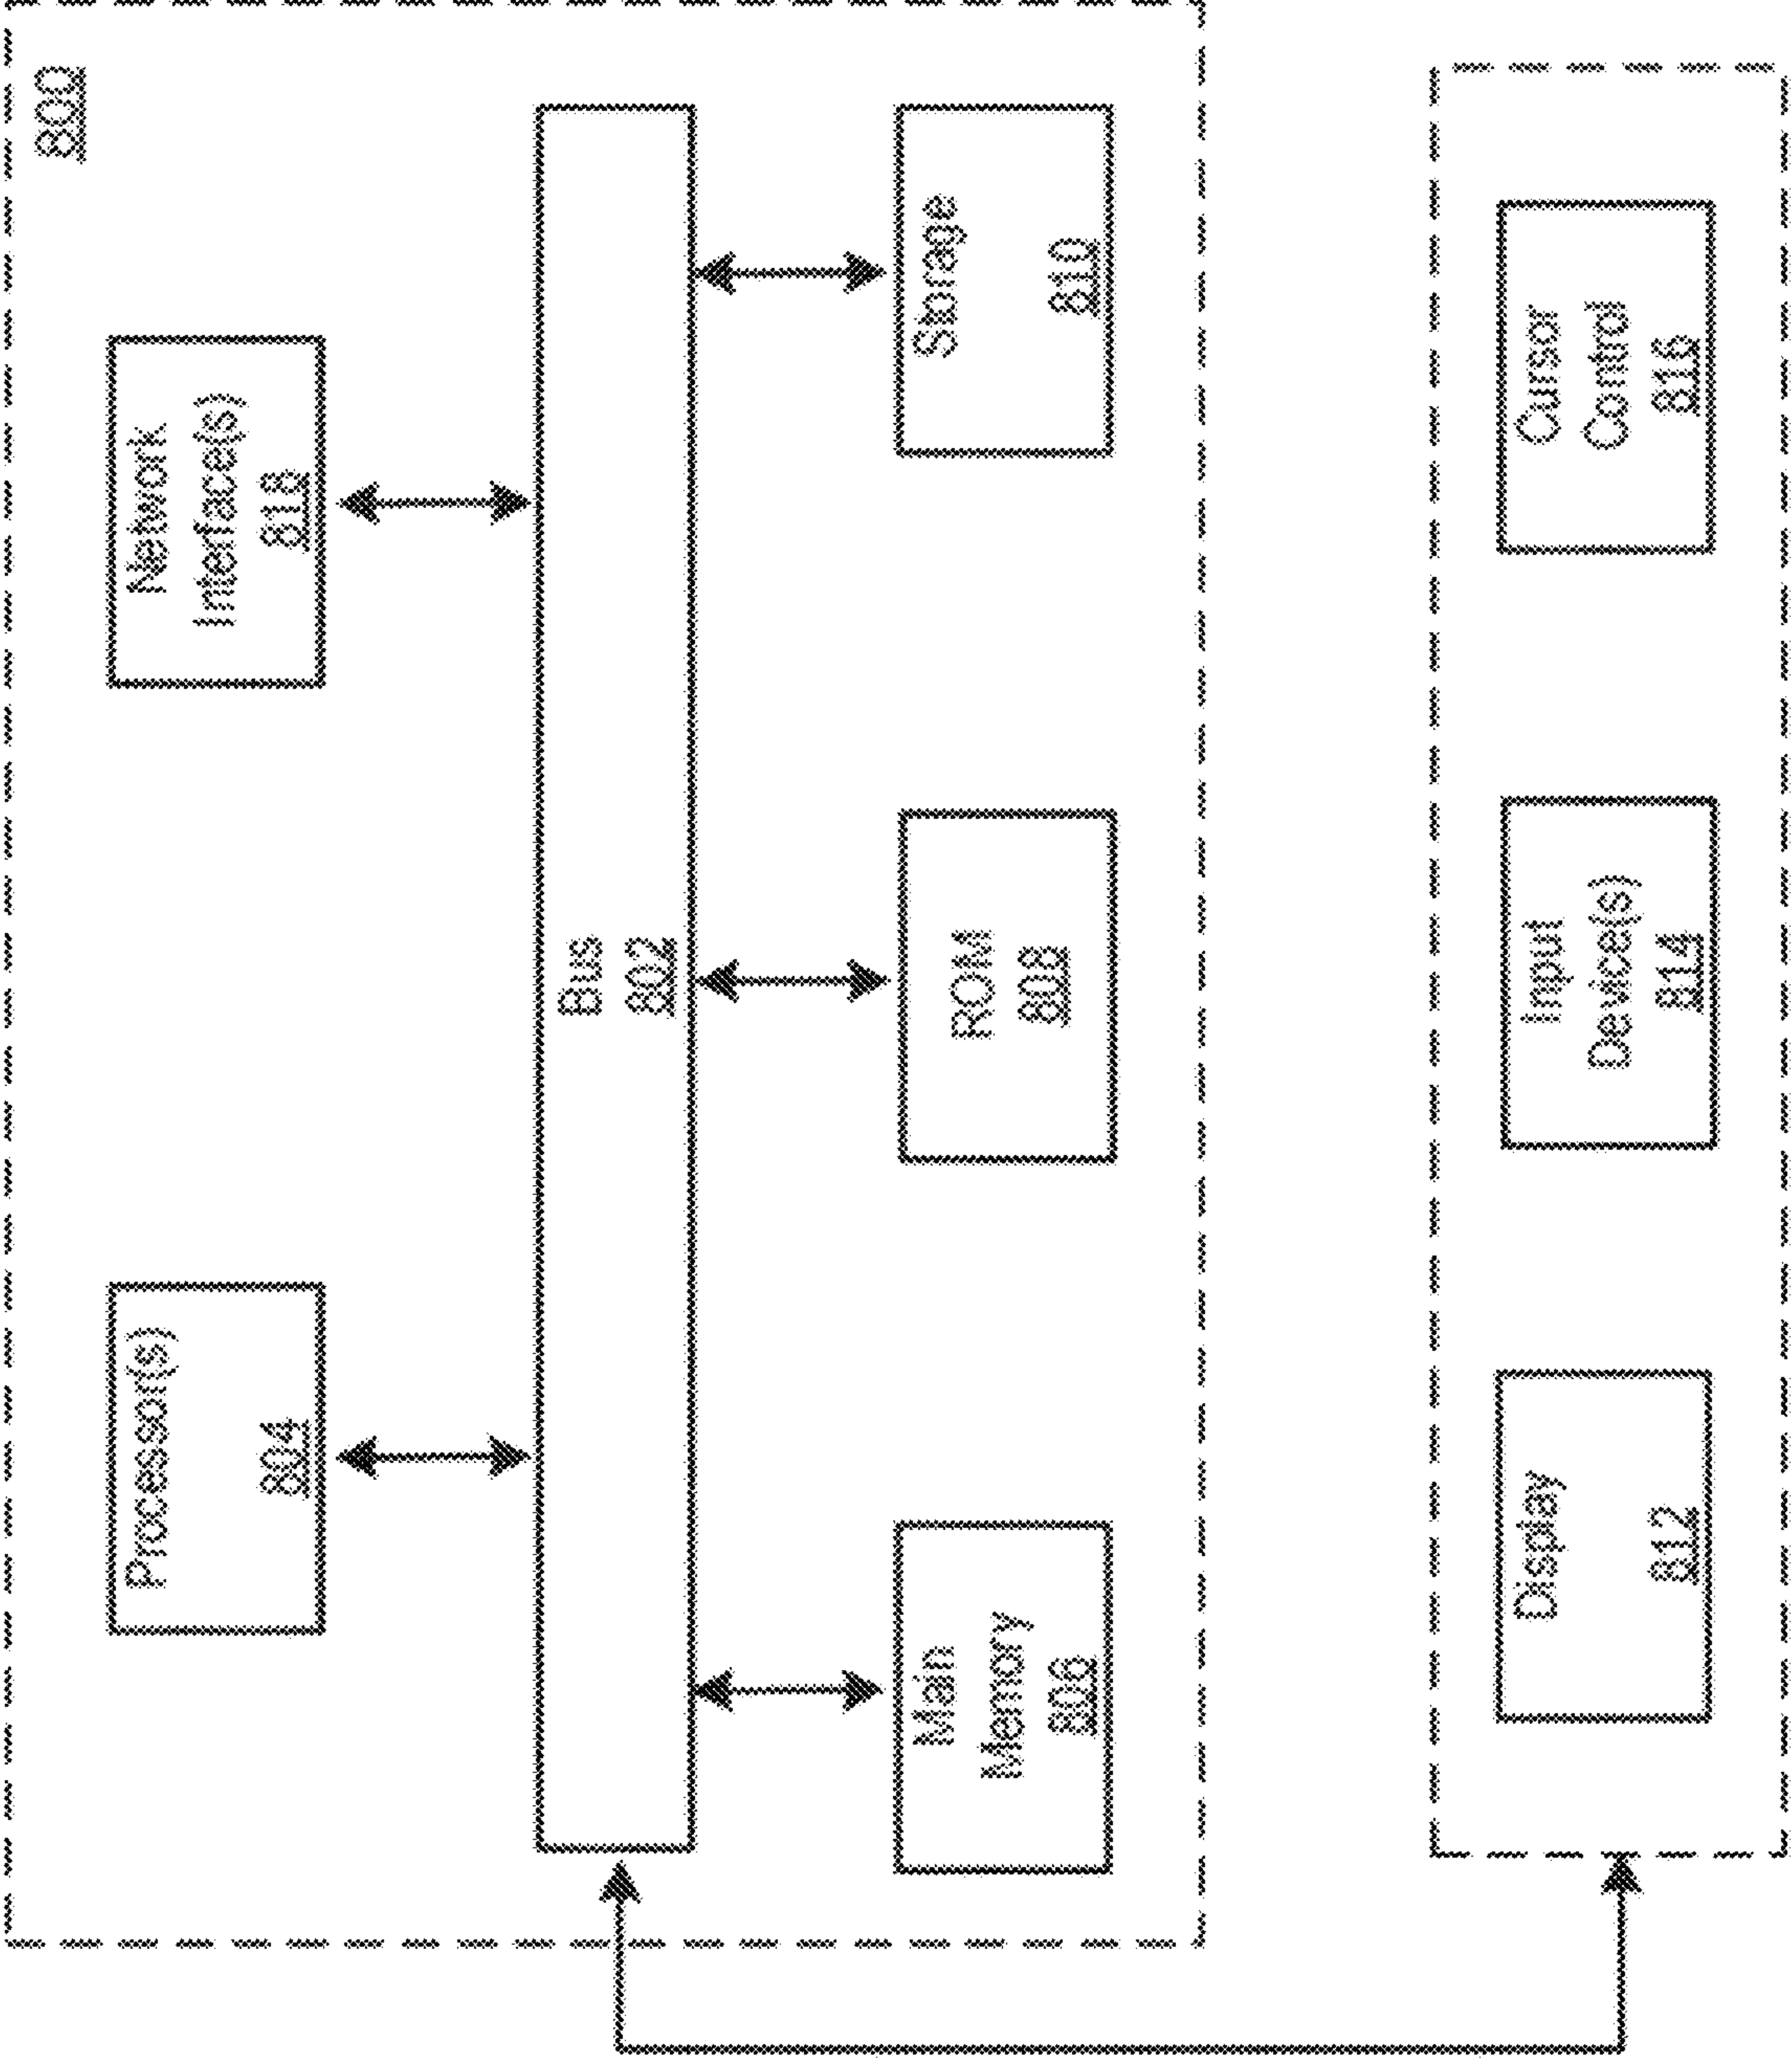 800
Processor(s)
804
Network
Interface(s)
818
Bus
802
Main
Memory
806
ROM
808
Storage
810
Display
812
Input
Device(s)
814
Cursor
Control
816